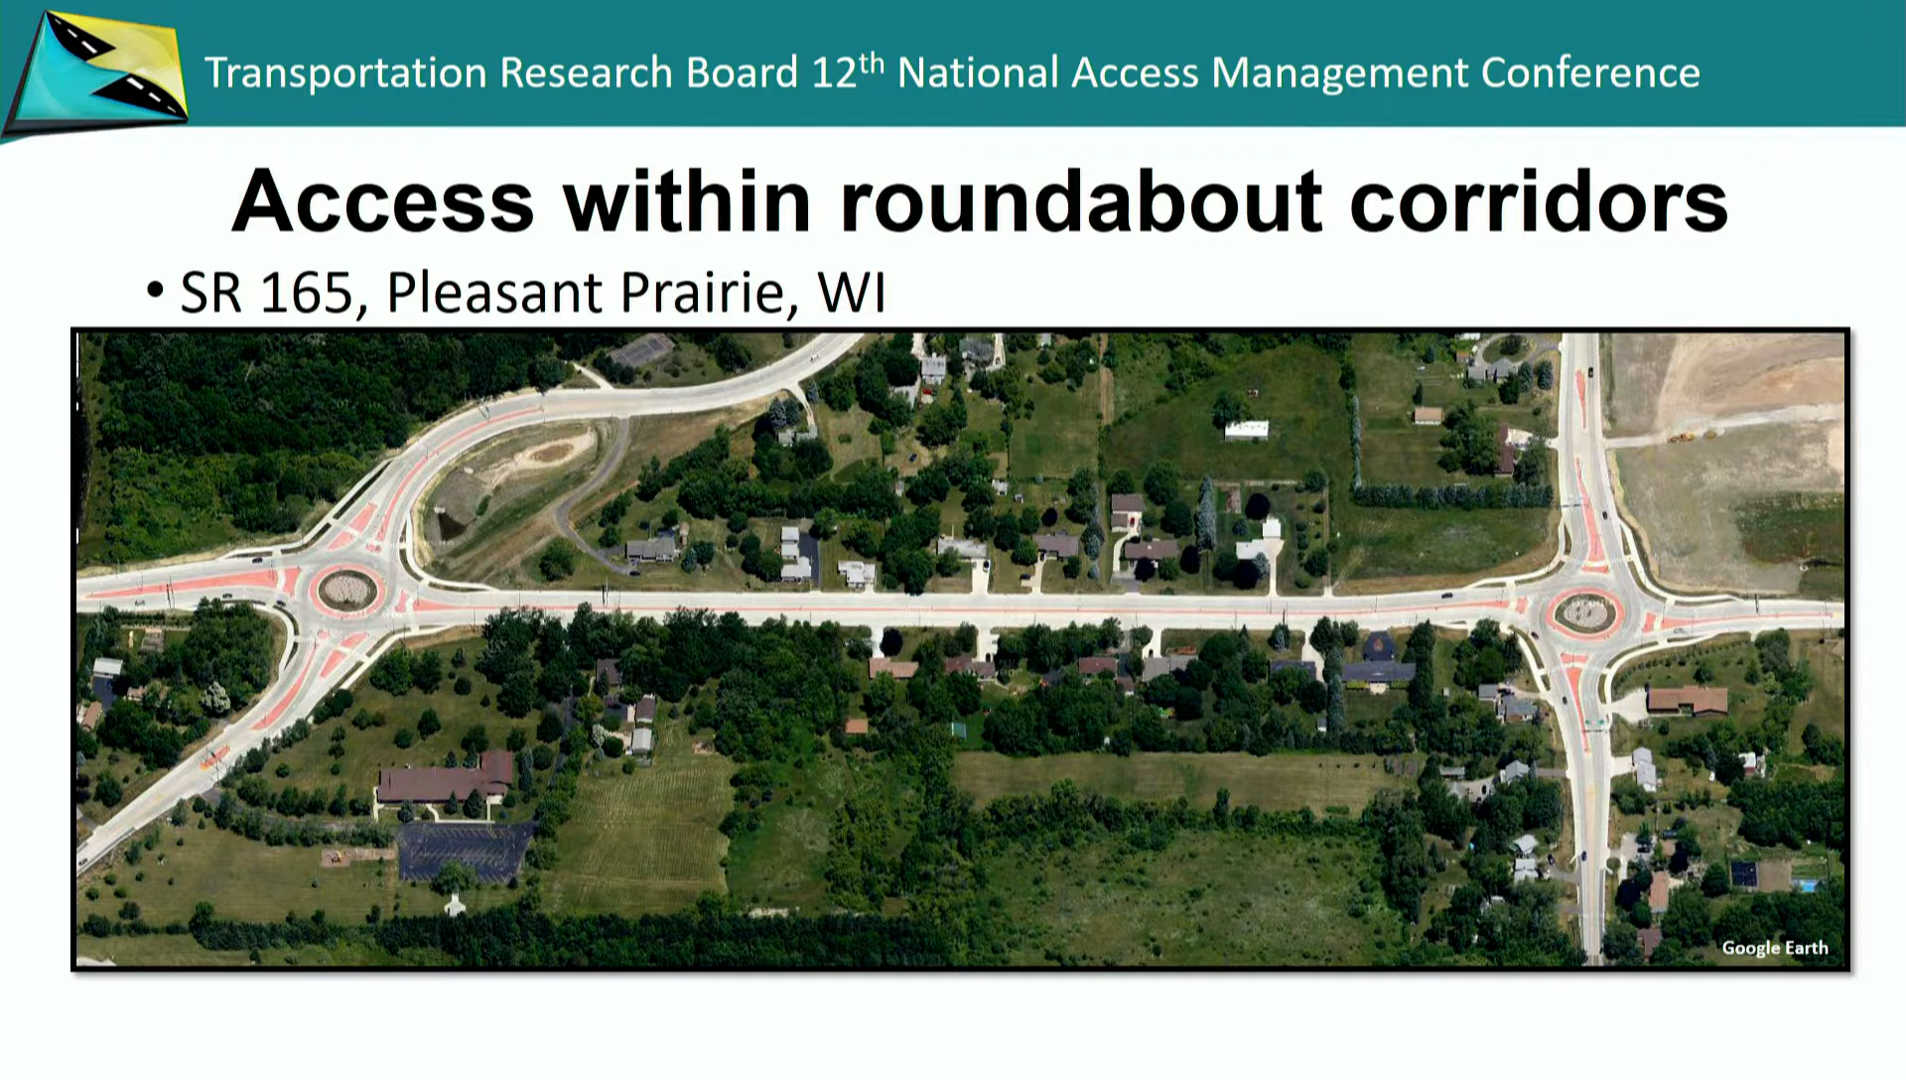 Transportation Research Board 12th National Access Management Conference
Access within roundabout corridors
• SR 165, Pleasant Prairie, WI
Google Earth